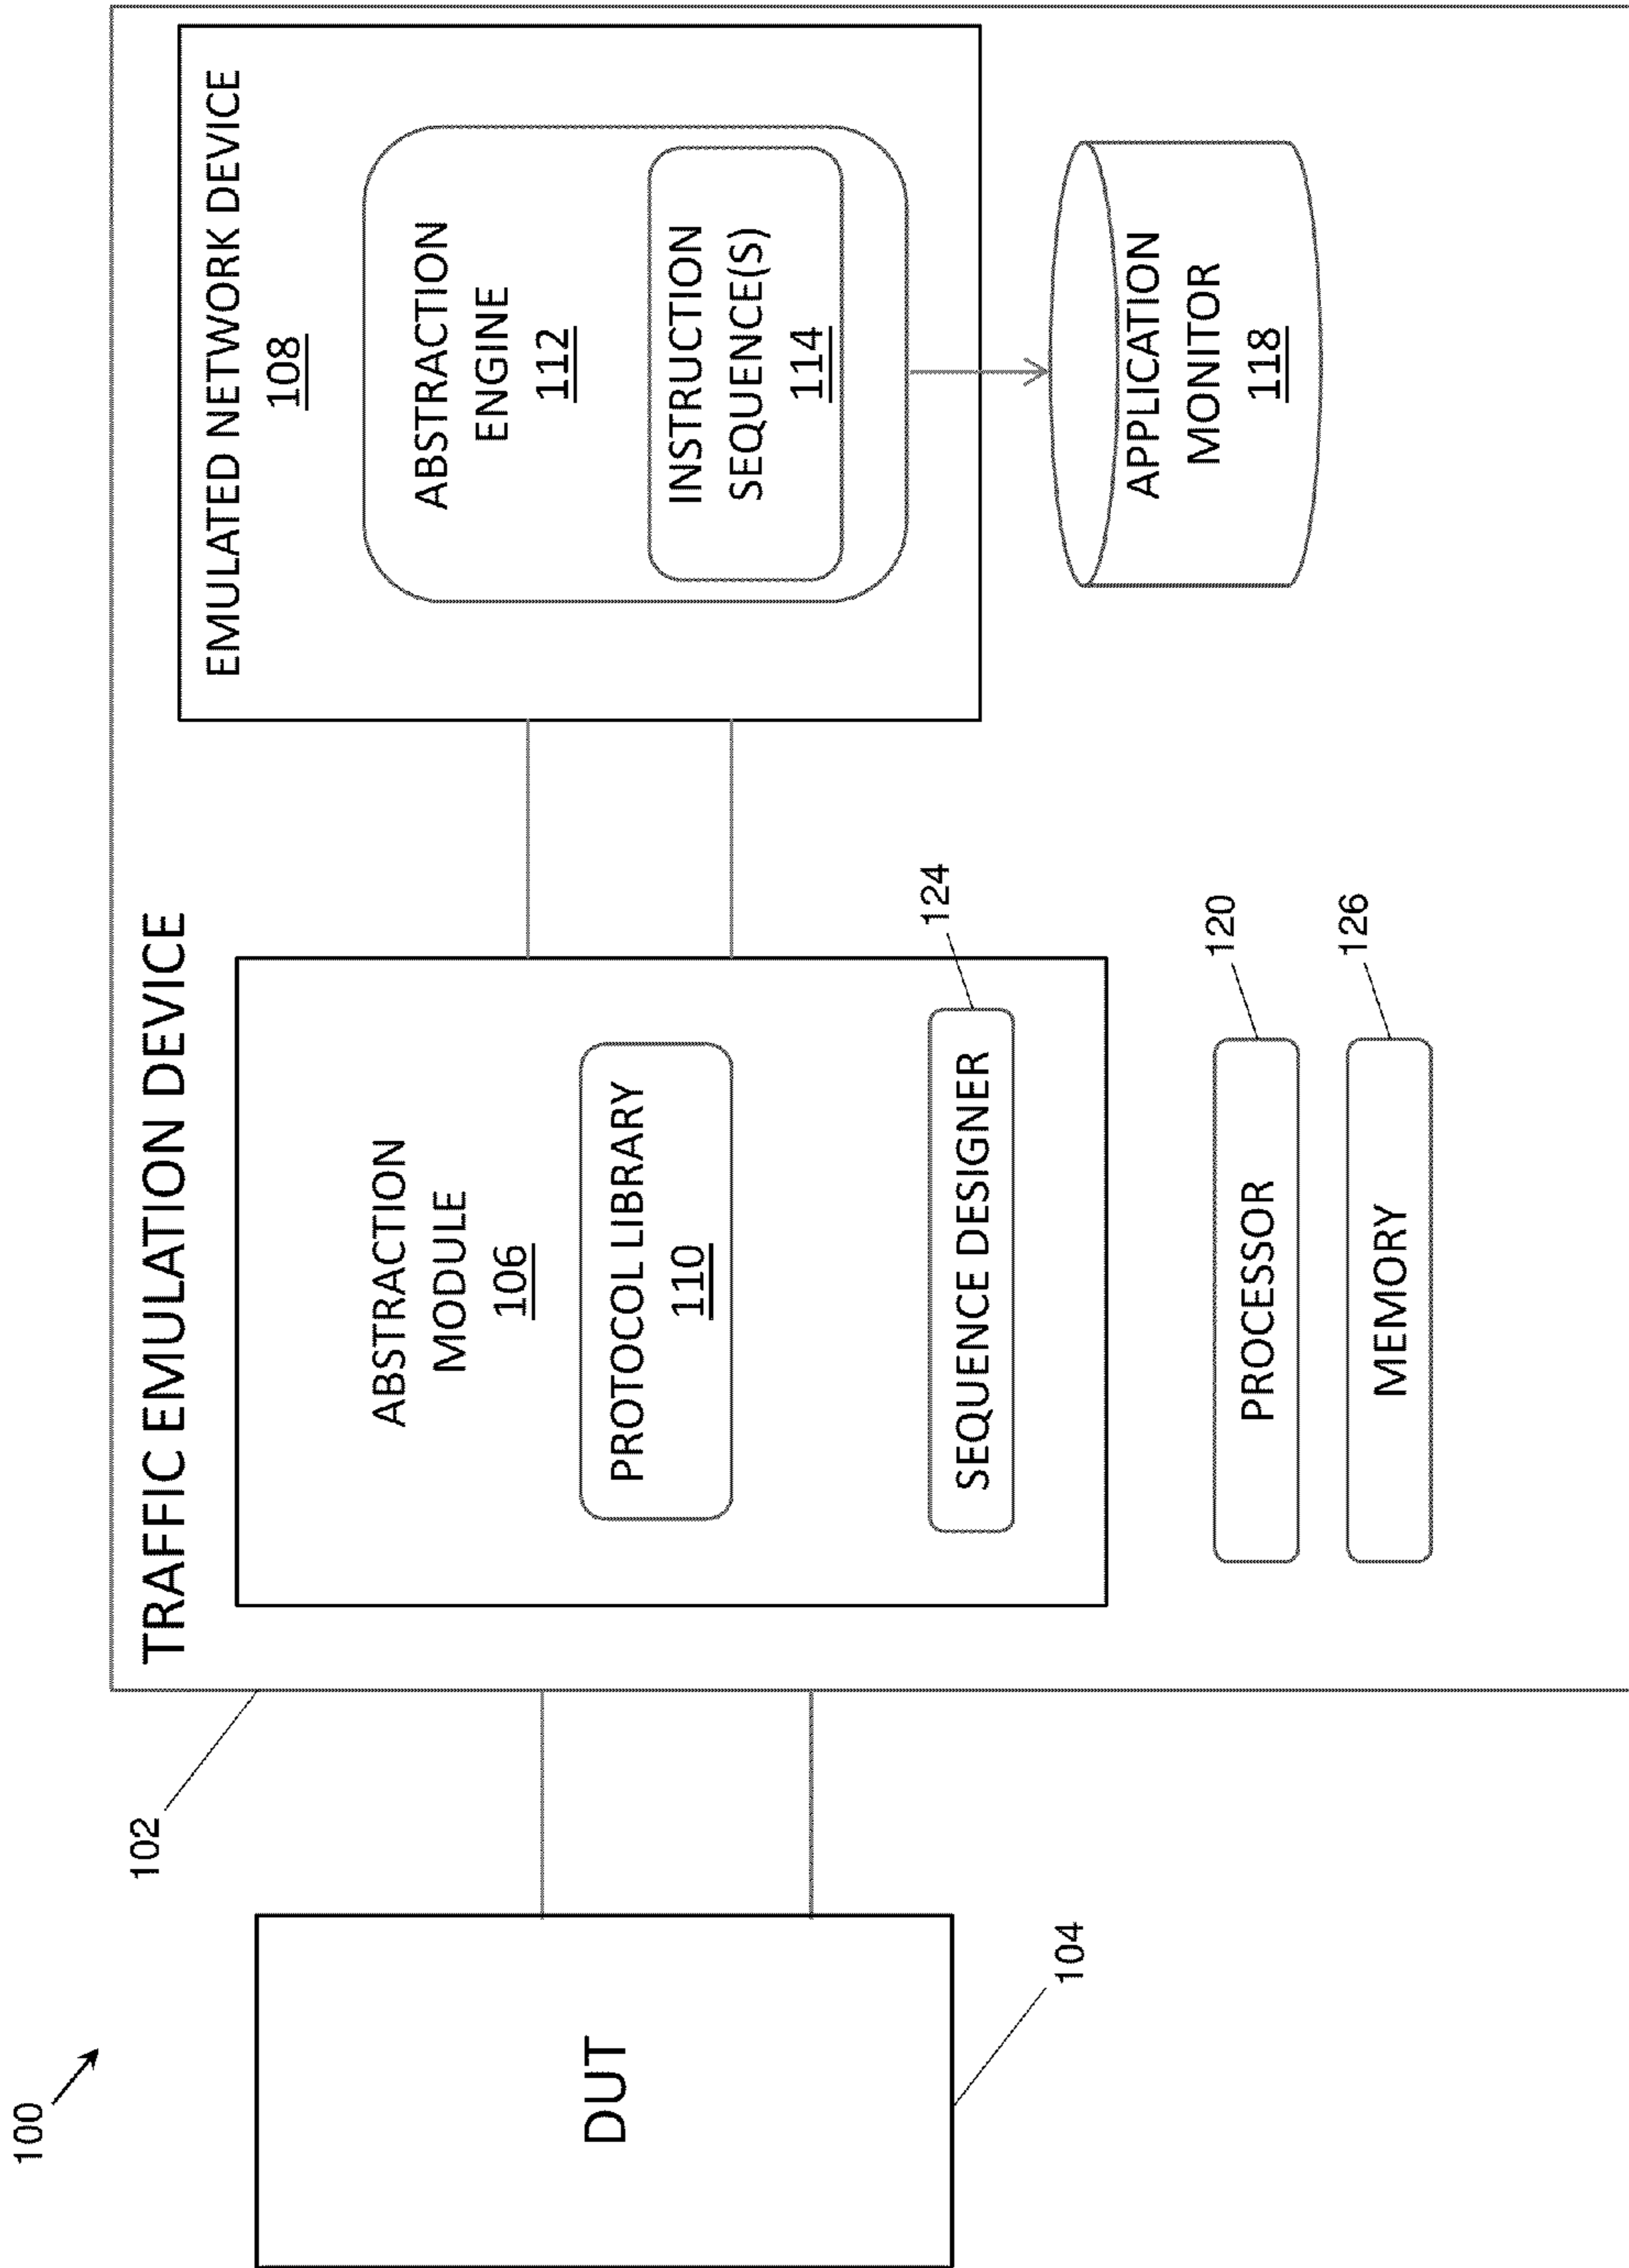 100
102
TRAFFIC EMULATION DEVICE
DUT
104
ABSTRACTION
MODULE
106
PROTOCOL LIBRARY
110
SEQUENCE DESIGNER
124
PROCESSOR
120
MEMORY
126
EMULATED NETWORK DEVICE
108
ABSTRACTION
ENGINE
112
INSTRUCTION
SEQUENCE(S)
114
APPLICATION
MONITOR
118